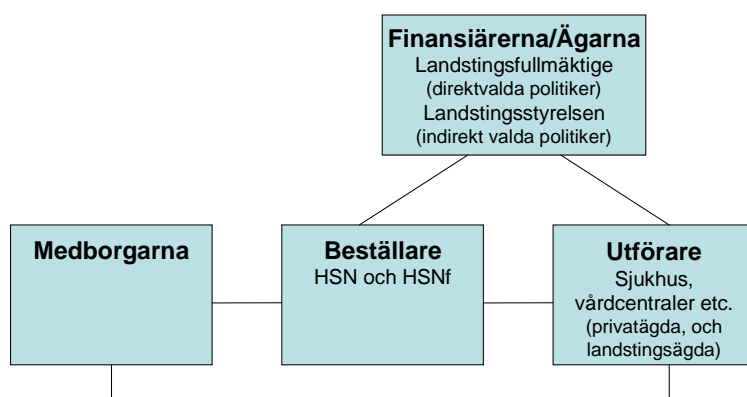 Finansiärerna/Ägarna
Landstingsfullmäktige
(direktvalda politiker)
Landstingsstyrelsen
(indirekt valda politiker)
Medborgarna
Beställare
HSN och HSNf
Utförare
Sjukhus,
vårdcentraler etc.
(privatägda, och
landstingsägda)